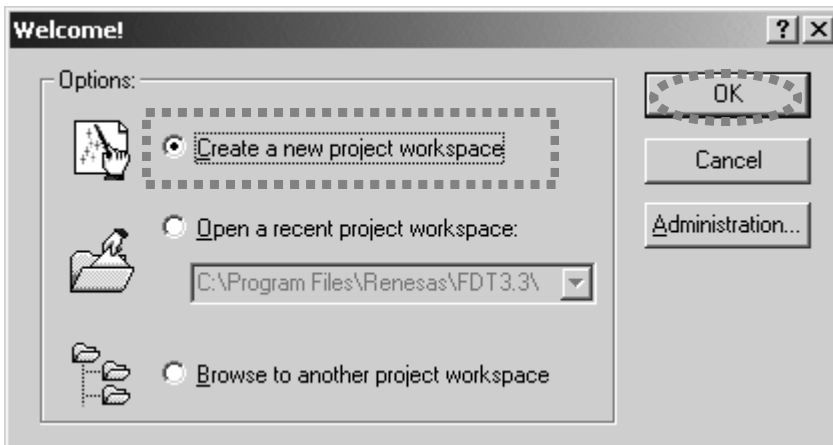 Welcome!
Options:
Create a new project workspace
Open a recent project workspace:
C:\Program Files\Renesas\FDT3.3\
Browse to another project workspace
OK
Cancel
Administration...